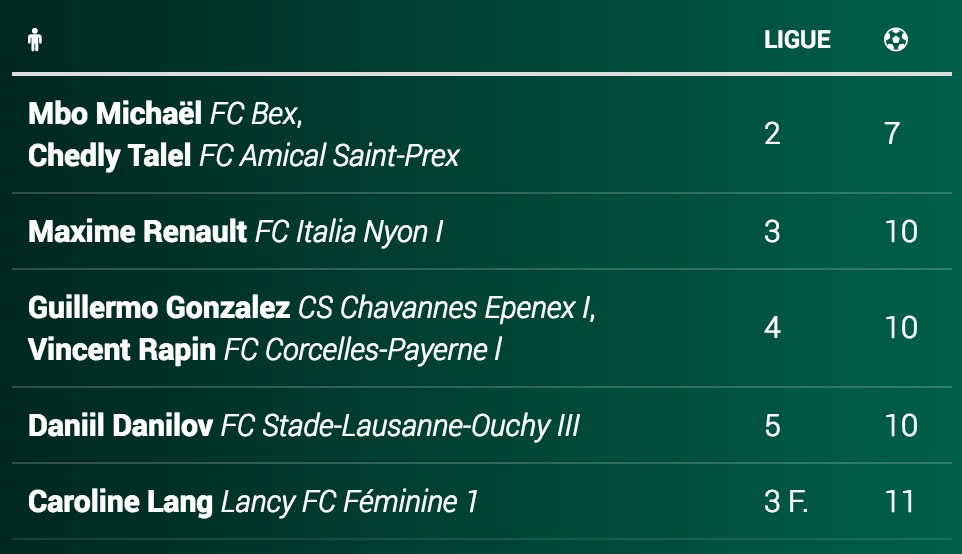 LIGUE
Mbo Michaël FC Bex,
Chedly Talel FC Amical Saint-Prex
2 7
Maxime Renault FC Italia Nyon I
3 10
Guillermo Gonzalez CS Chavannes Epenex I,
Vincent Rapin FC Corcelles-Payerne l
4 10
Daniil Danilov FC Stade-Lausanne-Ouchy III
5 10
Caroline Lang Lancy FC Féminine 1
3 F. 11